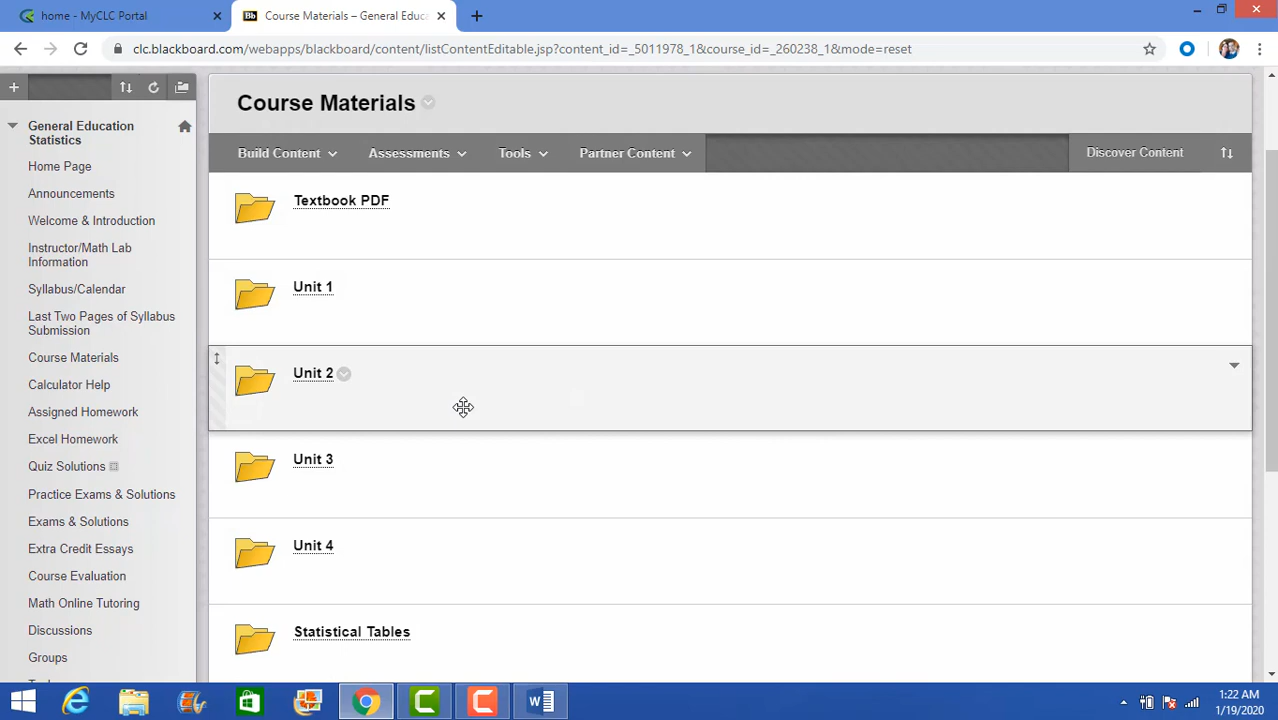 home - MyCLC Portal
Course Materials – General Educa
clc.blackboard.com/webapps/blackboard/content/listContentEditable.jsp?content_id=_5011978_1&course_id=_260238_1&mode=reset
General Education
Statistics
Home Page
Announcements
Welcome & Introduction
Instructor/Math Lab
Information
Syllabus/Calendar
Last Two Pages of Syllabus
Submission
Course Materials
Calculator Help
Assigned Homework
Excel Homework
Quiz Solutions
Practice Exams & Solutions
Exams & Solutions
Extra Credit Essays
Course Evaluation
Math Online Tutoring
Discussions
Groups
Course Materials
Build Content
Assessments
Tools
Partner Content
Discover Content
Textbook PDF
Unit 1
Unit 2
Unit 3
Unit 4
Statistical Tables
1:22 AM
1/19/2020